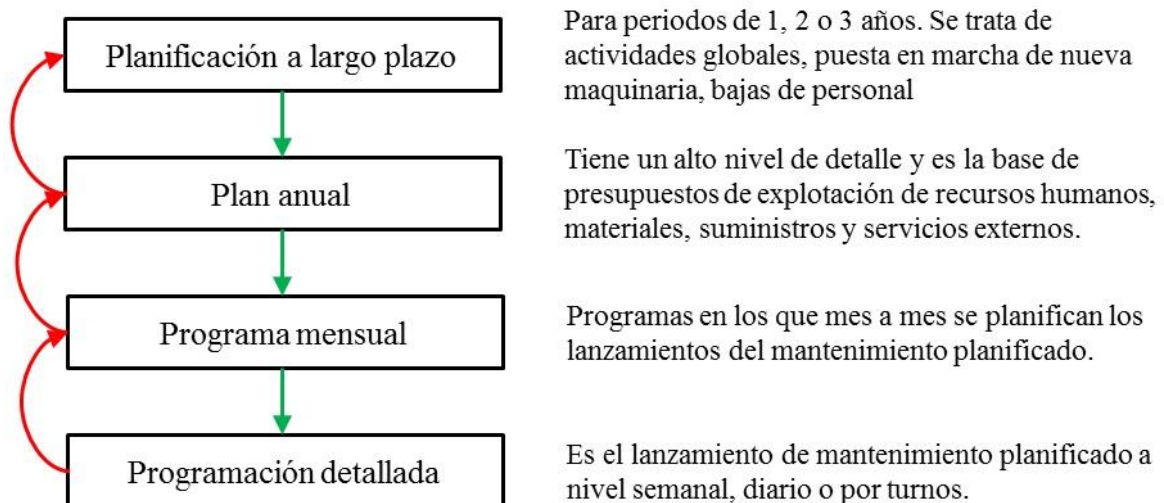 Planificación a largo plazo
Para periodos de 1, 2 o 3 años. Se trata de
actividades globales, puesta en marcha de nueva
maquinaria, bajas de personal
Plan anual
Tiene un alto nivel de detalle y es la base de
presupuestos de explotación de recursos humanos,
materiales, suministros y servicios externos.
Programa mensual
Programas en los que mes a mes se planifican los
lanzamientos del mantenimiento planificado.
Programación detallada
Es el lanzamiento de mantenimiento planificado a
nivel semanal, diario o por turnos.